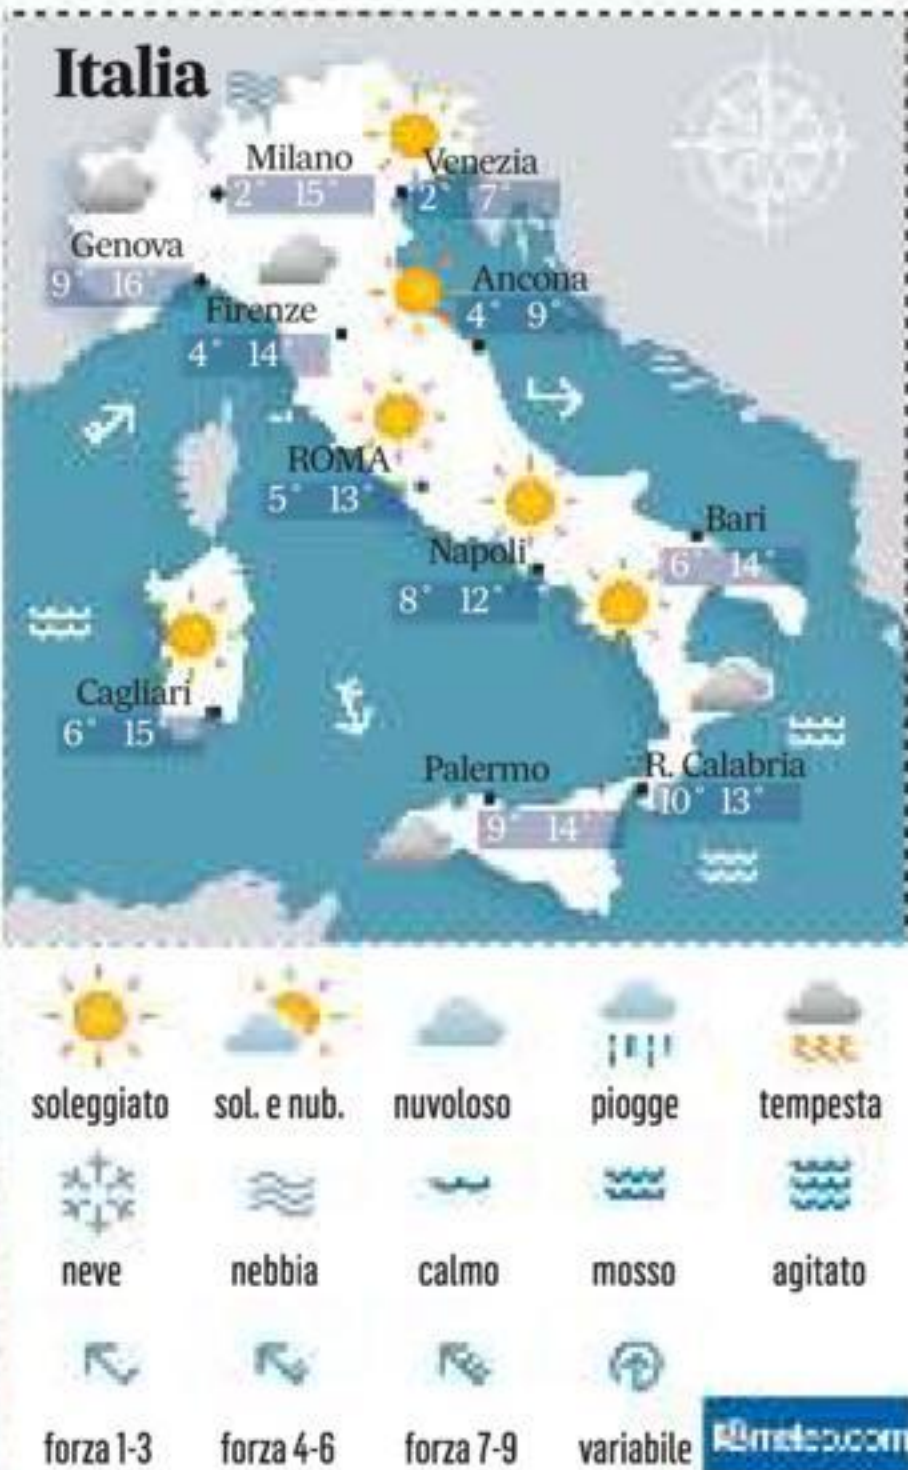 Italia
Milano
2° 15°
Venezia
2° 7°
Genova
9° 16°
Ancona
4° 9°
Firenze
4° 14°
ROMA
5° 13°
Bari
6° 14°
Napoli
8° 12°
Cagliari
6° 15°
Palermo
9° 14°
R. Calabria
10° 13°
soleggiato
sol. e nub.
nuvoloso
piogge
tempesta
neve
nebbia
calmo
mosso
agitato
forza 1-3
forza 4-6
forza 7-9
variabile